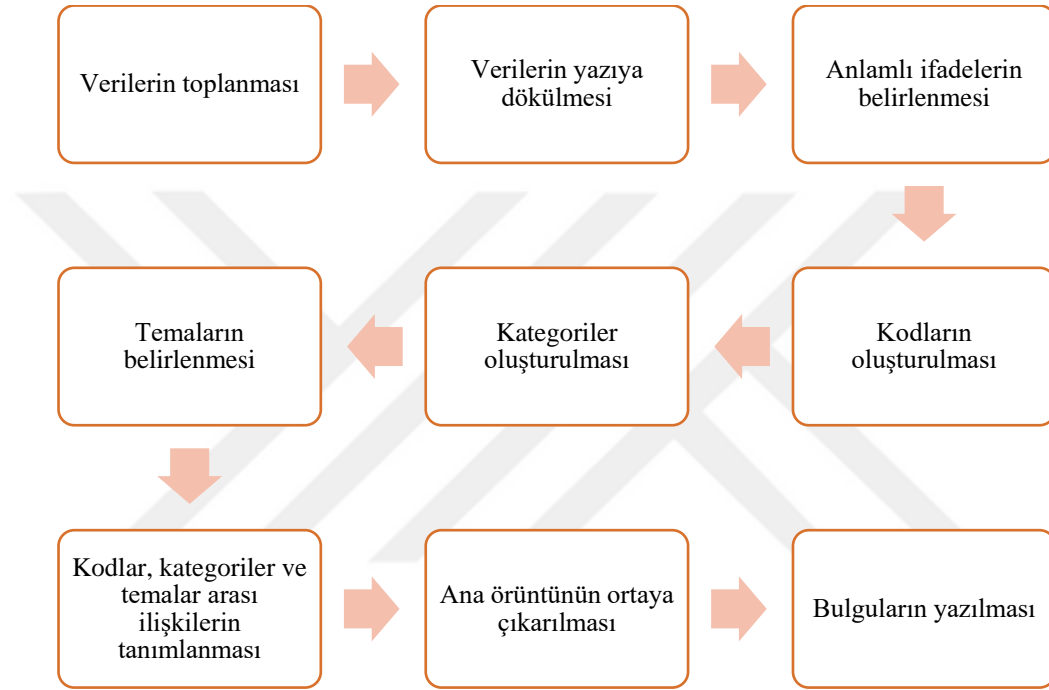 Verilerin toplanması
Verilerin yazıya
dökülmesi
Anlamlı ifadelerin
belirlenmesi
Kodların
oluşturulması
Kategoriler
oluşturulması
Temaların
belirlenmesi
Kodlar, kategoriler ve
temalar arası
ilişkilerin
tanımlanması
Ana örüntünün ortaya
çıkarılması
Bulguların yazılması